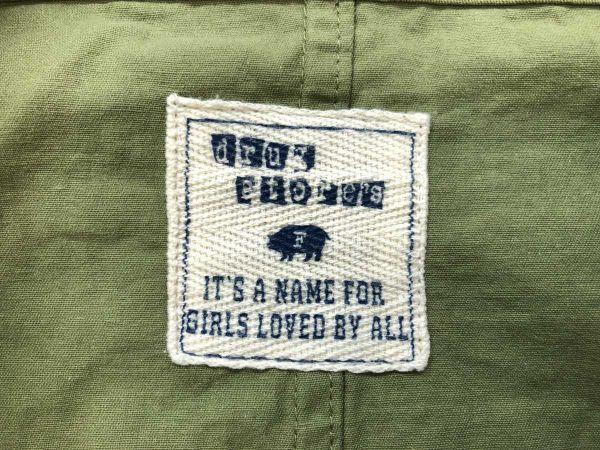 drug
store's
F
IT'S A NAME FOR
GIRLS LOVED BY ALL